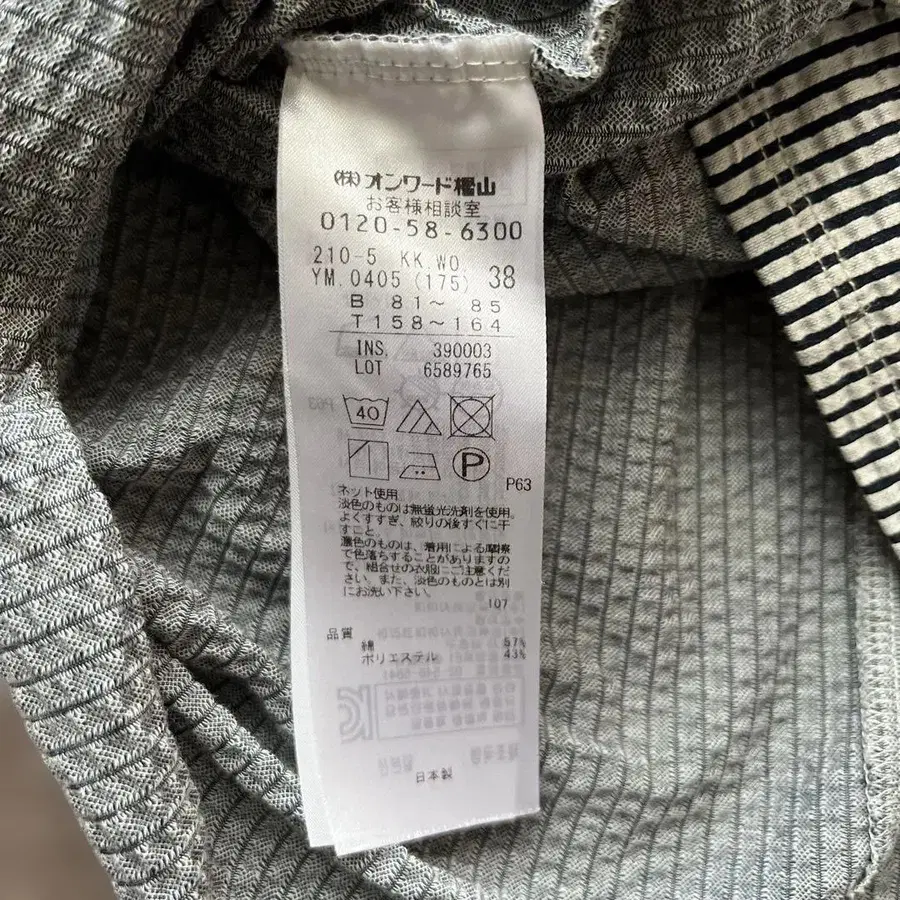 (株)オンワード樫山
お客様相談室
0120-58-6300
210-5 KK WO.
YM.0405 (175) 38
B 81～ 85
T158～164
INS. 390003
LOT 6589765
40
P
P63
ネット使用
淡色のものは無蛍光洗剤を使用。
よくすすぎ、絞りの後すぐに干
すこと。
濃色のものは、着用による摩擦
で色落ちすることがありますの
で、組合せの衣服にご注意くだ
さい。また、淡色のものとは別
にお洗い下さい。
107
品質
綿 57%
ポリエステル 43%
日本製